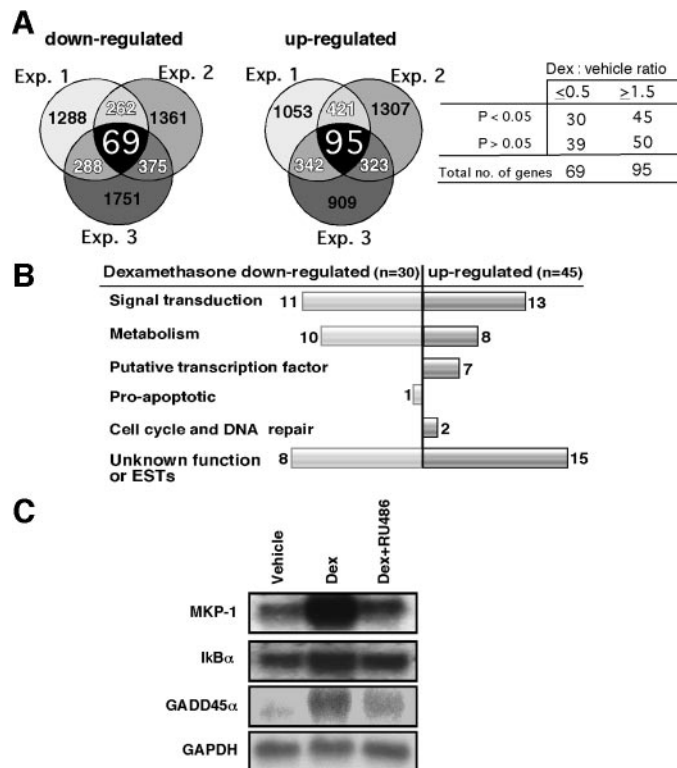 A
down-regulated
up-regulated
Exp. 1
Exp. 2
1288
262
1361
69
288
375
1751
Exp. 3
Exp. 1
Exp. 2
1053
421
1307
95
342
323
909
Exp. 3
Dex : vehicle ratio
≤0.5 ≥1.5
P < 0.05 30 45
P > 0.05 39 50
Total no. of genes 69 95
B
Dexamethasone down-regulated (n=30) up-regulated (n=45)
Signal transduction 11 13
Metabolism 10 8
Putative transcription factor 7
Pro-apoptotic 1
Cell cycle and DNA repair 2
Unknown function
or ESTs 8 15
C
Vehicle
Dex
Dex+RU486
MKP-1
IkBα
GADD45α
GAPDH